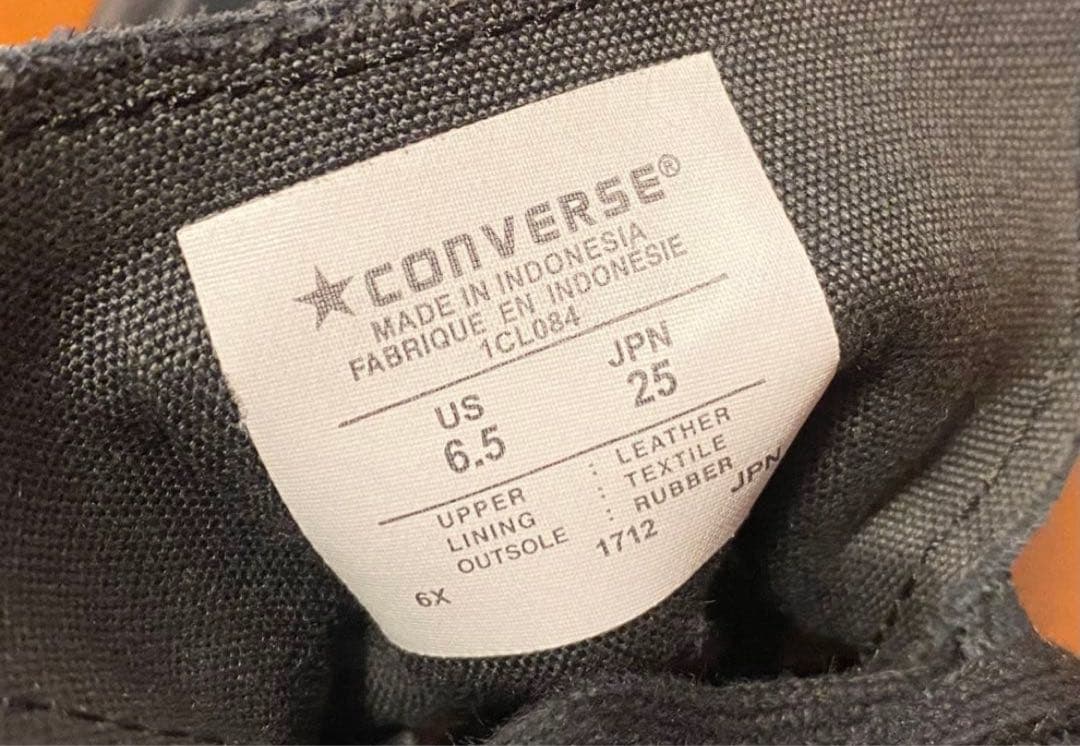 ★CONVERSE®
MADE IN INDONESIA
FABRIQUE EN INDONESIE
1CL084
US JPN
6.5 25
UPPER : LEATHER
LINING : TEXTILE
OUTSOLE : RUBBER JPN
6X 1712